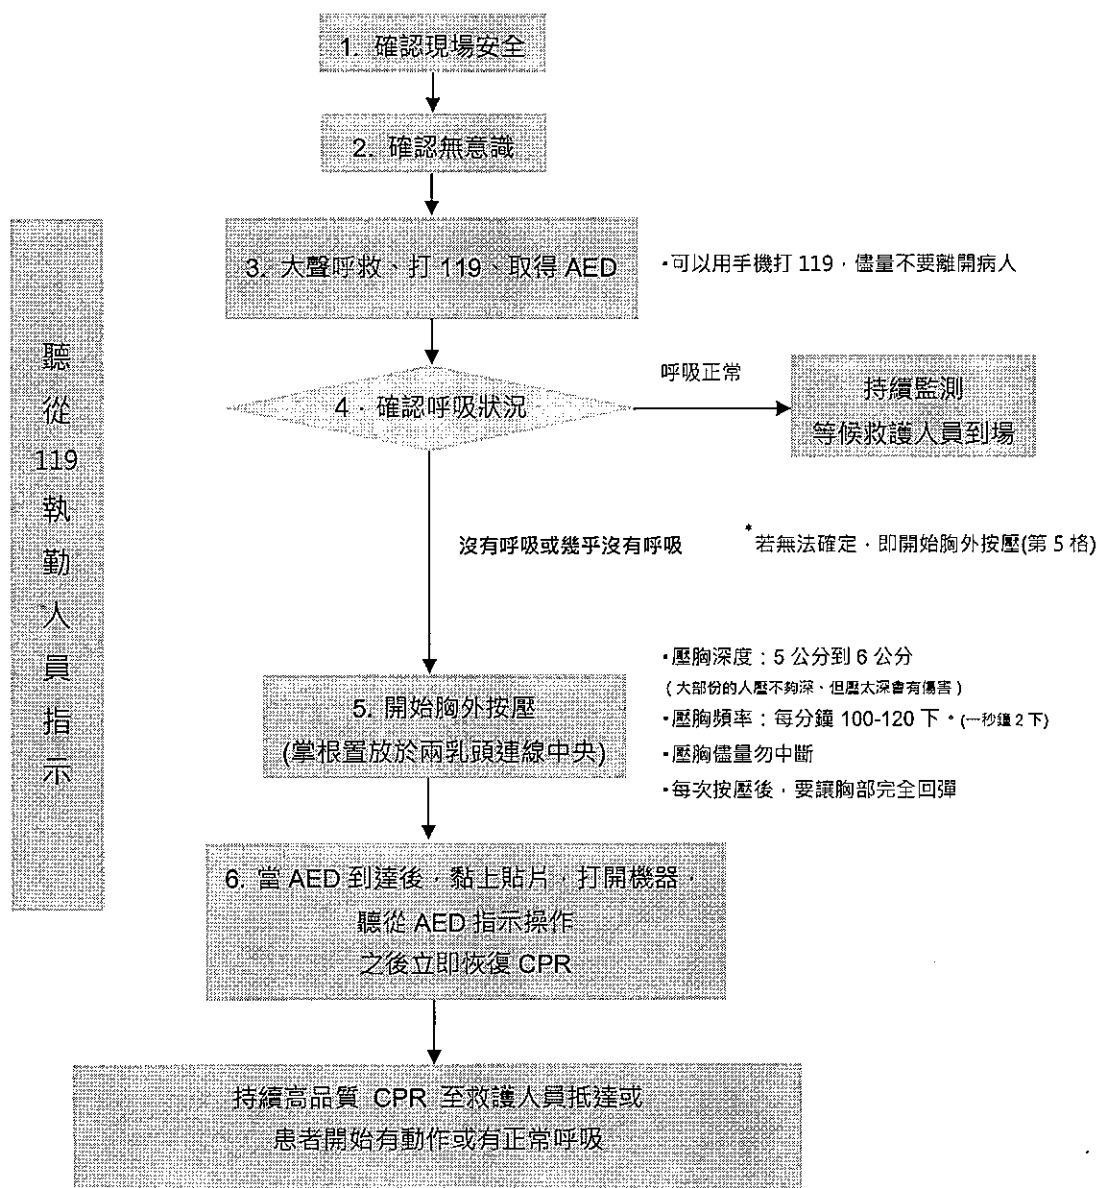 1. 確認現場安全
2. 確認無意識
3. 大聲呼救、打 119、取得 AED
•可以用手機打 119，儘量不要離開病人
4．確認呼吸狀況
呼吸正常
持續監測
等候救護人員到場
聽從119執勤人員指示
沒有呼吸或幾乎沒有呼吸
*若無法確定，即開始胸外按壓(第 5 格)
5. 開始胸外按壓
(掌根置放於兩乳頭連線中央)
•壓胸深度：5 公分到 6 公分
(大部份的人壓不夠深、但壓太深會有傷害)
•壓胸頻率：每分鐘 100-120 下。(一秒鐘 2 下)
•壓胸儘量勿中斷
•每次按壓後，要讓胸部完全回彈
6. 當 AED 到達後，黏上貼片，打開機器，
聽從 AED 指示操作
之後立即恢復 CPR
持續高品質 CPR 至救護人員抵達或
患者開始有動作或有正常呼吸